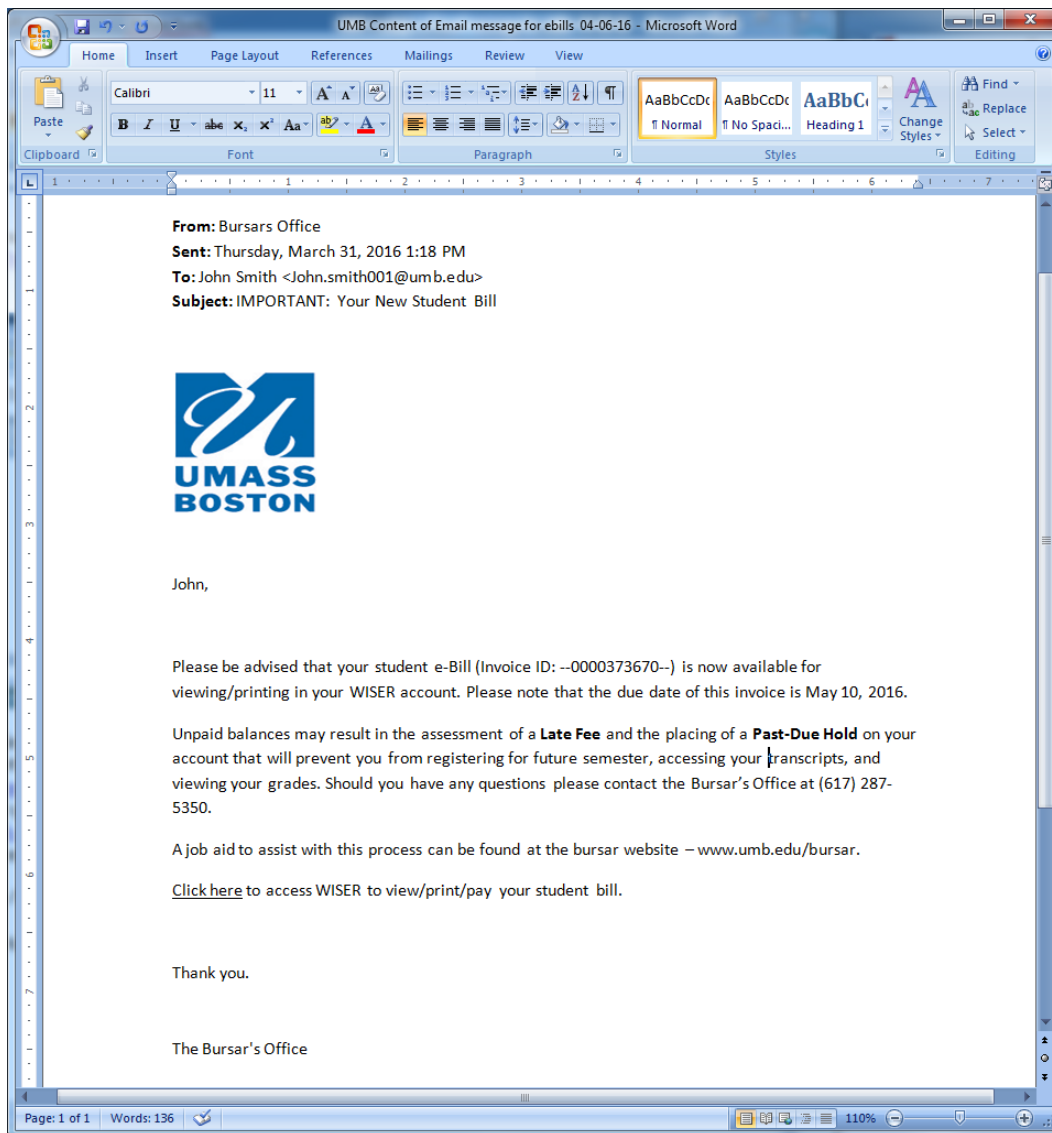 UMB Content of Email message for ebills 04-06-16 - Microsoft Word
Home Insert Page Layout References Mailings Review View
Paste
Clipboard
Calibri 11
B I U abc X₂ X² Aa ab A
Font
Paragraph
AaBbCcDc AaBbCcDc AaBbC
¶ Normal ¶ No Spaci... Heading 1
Change Styles
Styles
Find
Replace
Select
Editing
From: Bursars Office
Sent: Thursday, March 31, 2016 1:18 PM
To: John Smith <John.smith001@umb.edu>
Subject: IMPORTANT: Your New Student Bill
UMASS
BOSTON
John,
Please be advised that your student e-Bill (Invoice ID: --0000373670--) is now available for
viewing/printing in your WISER account. Please note that the due date of this invoice is May 10, 2016.
Unpaid balances may result in the assessment of a Late Fee and the placing of a Past-Due Hold on your
account that will prevent you from registering for future semester, accessing your transcripts, and
viewing your grades. Should you have any questions please contact the Bursar's Office at (617) 287-
5350.
A job aid to assist with this process can be found at the bursar website – www.umb.edu/bursar.
Click here to access WISER to view/print/pay your student bill.
Thank you.
The Bursar's Office
Page: 1 of 1 Words: 136 110%